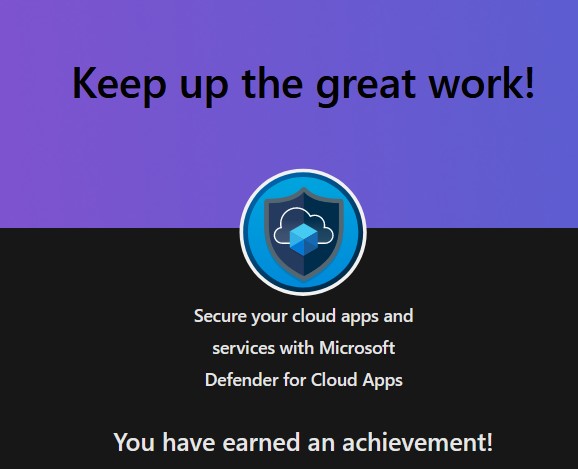 Keep up the great work!
Secure your cloud apps and
services with Microsoft
Defender for Cloud Apps
You have earned an achievement!